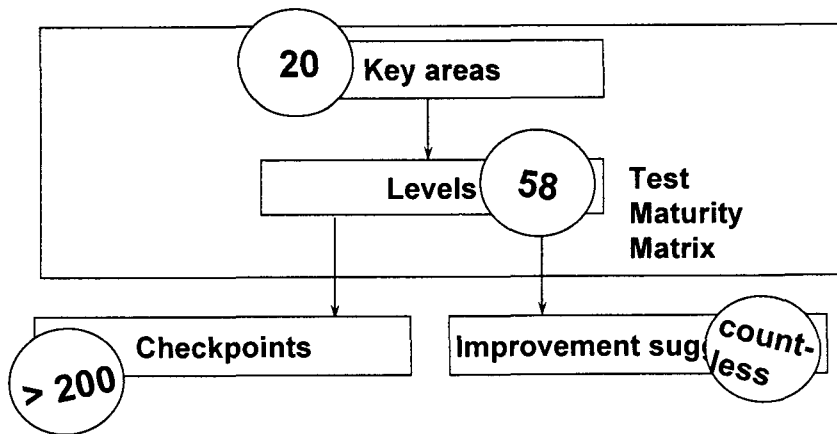 20
Key areas
Levels
58
Test
Maturity
Matrix
Checkpoints
> 200
Improvement sug
count-
less